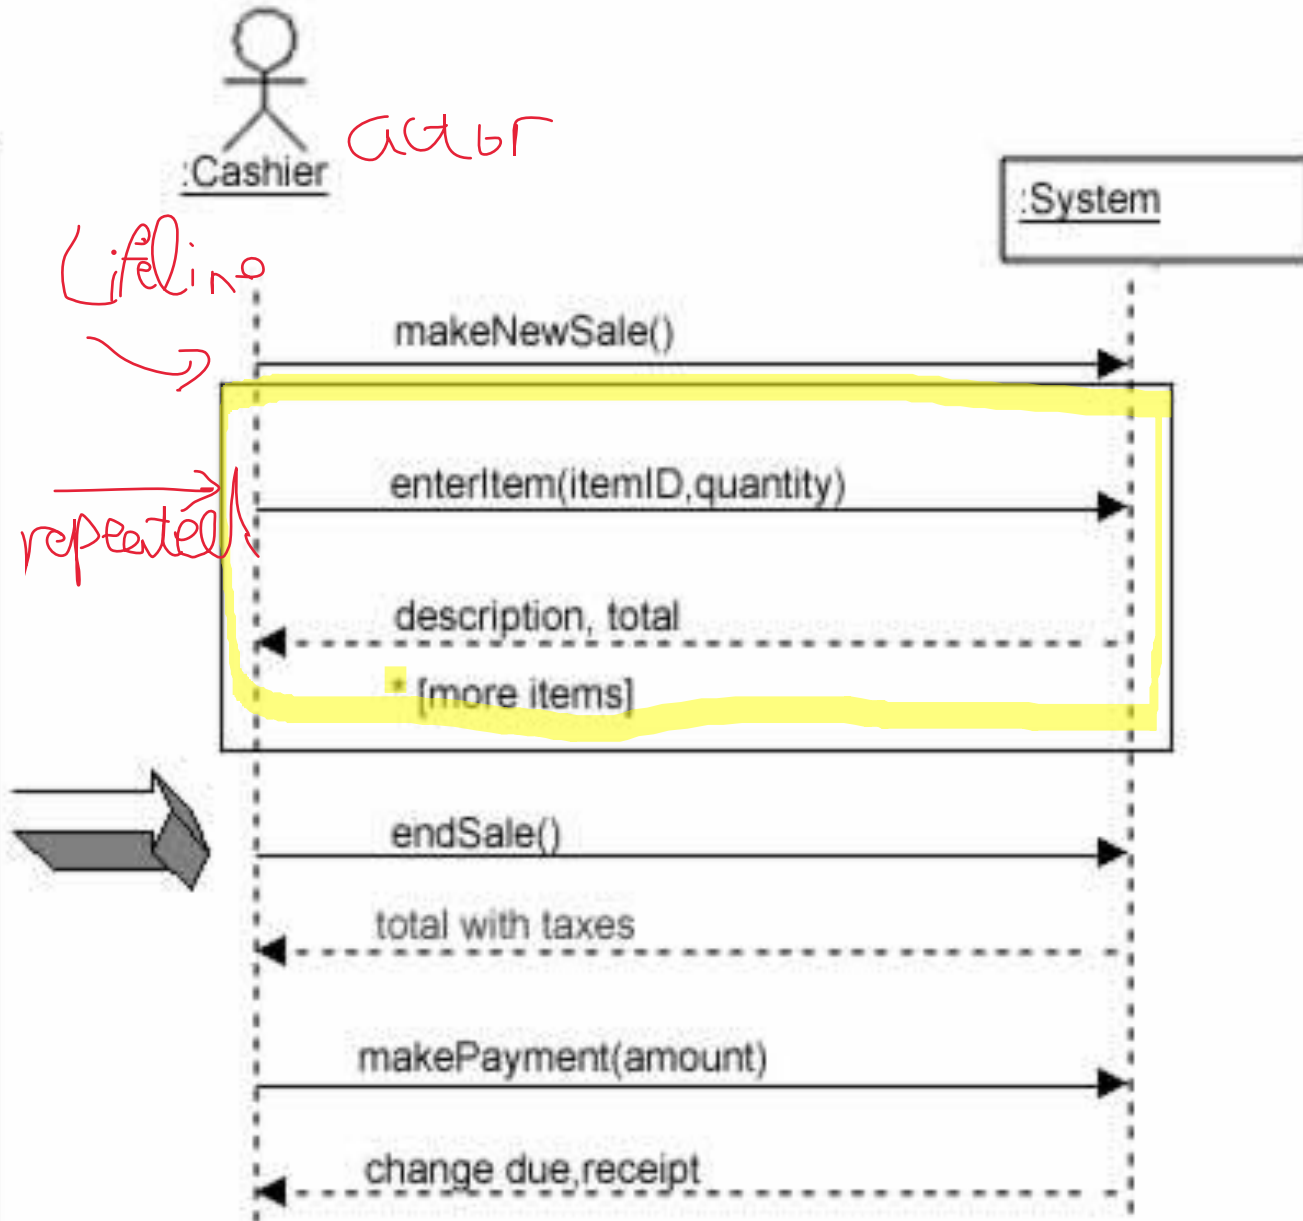 actor
:Cashier
:System
Lifeline
makeNewSale()
enterItem(itemID,quantity)
repeated
description, total
* [more items]
endSale()
total with taxes
makePayment(amount)
change due,receipt